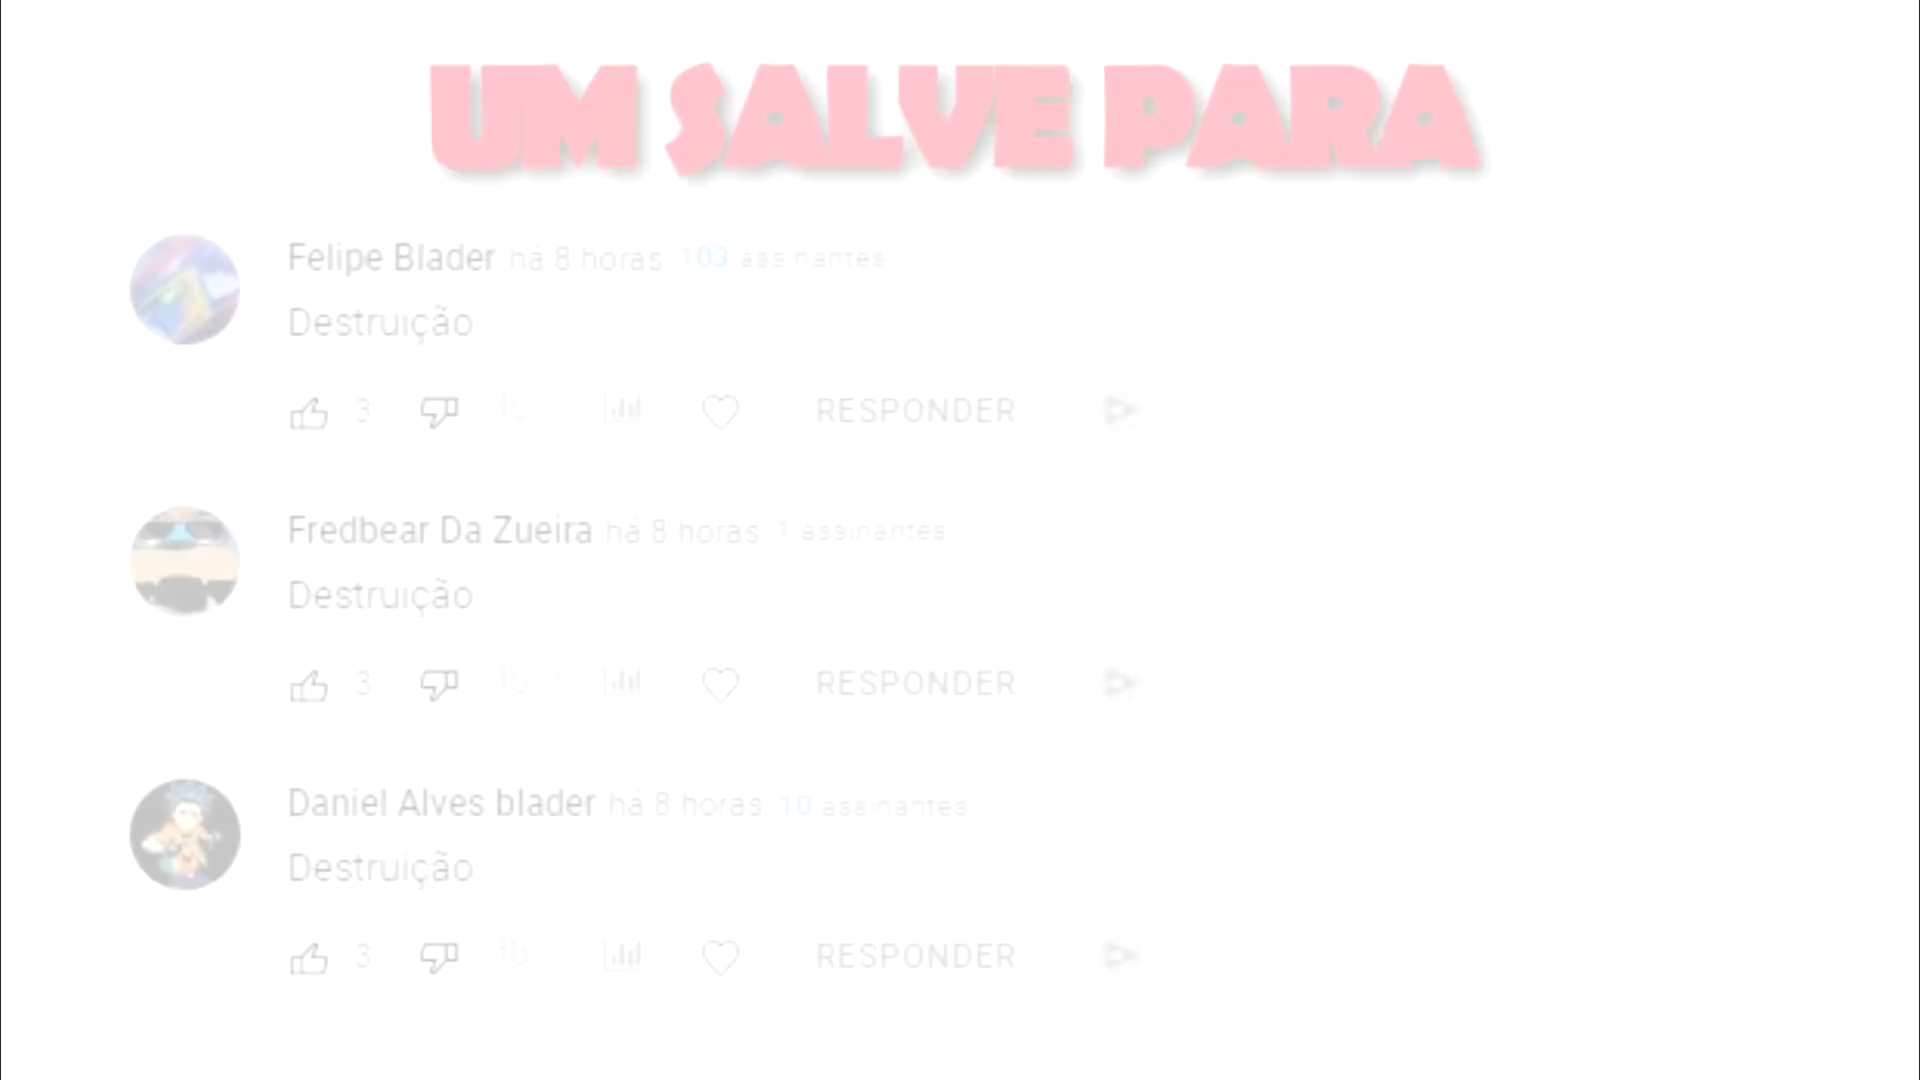 UM SALVE PARA
Felipe Blader há 8 horas 103 assinantes
Destruição
3 RESPONDER
Fredbear Da Zueira há 8 horas 1 assinantes
Destruição
3 RESPONDER
Daniel Alves blader há 8 horas 10 assinantes
Destruição
3 RESPONDER